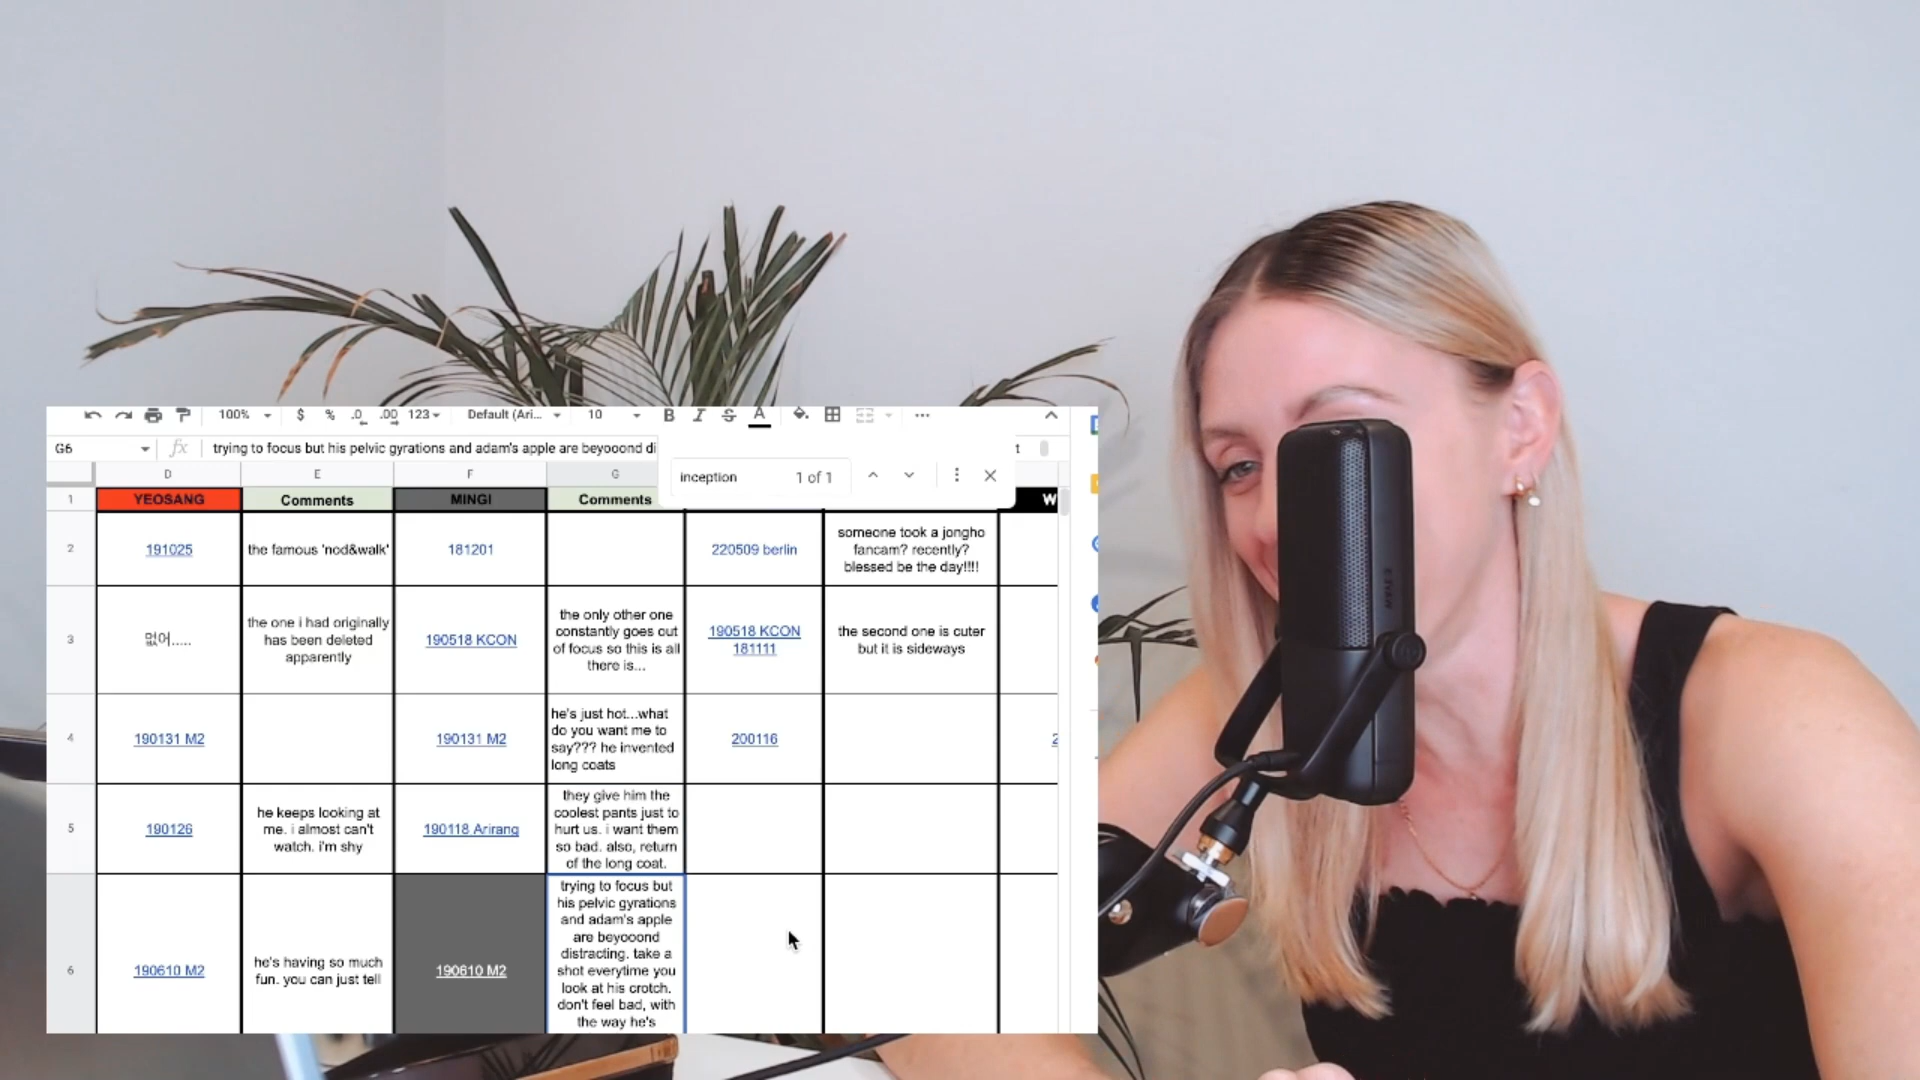 100%
$
%
.0
.00
123
Default (Ari...
10
B
I
S
A
...
G6
fx
trying to focus but his pelvic gyrations and adam's apple are beyooond di
t
inception
1 of 1
D
E
F
G
1
YEOSANG
Comments
MINGI
Comments
W
2
191025
the famous 'nod&walk'
181201
220509 berlin
someone took a jongho
fancam? recently?
blessed be the day!!!!
3
없어.....
the one i had originally
has been deleted
apparently
190518 KCON
the only other one
constantly goes out
of focus so this is all
there is...
190518 KCON
181111
the second one is cuter
but it is sideways
4
190131 M2
190131 M2
he's just hot...what
do you want me to
say??? he invented
long coats
200116
2
5
190126
he keeps looking at
me. i almost can't
watch. i'm shy
190118 Arirang
they give him the
coolest pants just to
hurt us. i want them
so bad. also, return
of the long coat.
6
190610 M2
he's having so much
fun. you can just tell
190610 M2
trying to focus but
his pelvic gyrations
and adam's apple
are beyooond
distracting. take a
shot everytime you
look at his crotch.
don't feel bad, with
the way he's